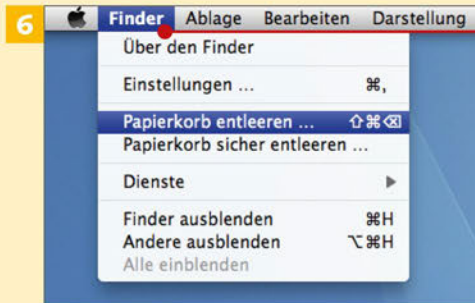 6
Finder Ablage Bearbeiten Darstellung
Über den Finder
Einstellungen ... ⌘,
Papierkorb entleeren ... ⇧⌘⌫
Papierkorb sicher entleeren ...
Dienste ▶
Finder ausblenden ⌘H
Andere ausblenden ⌥⌘H
Alle einblenden